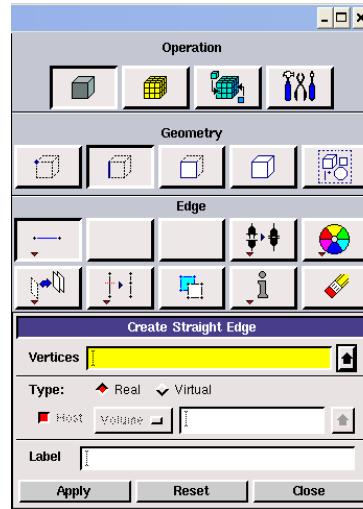 Operation
Geometry
Edge
Create Straight Edge
Vertices
Type: Real Virtual
Host Volume
Label
Apply Reset Close